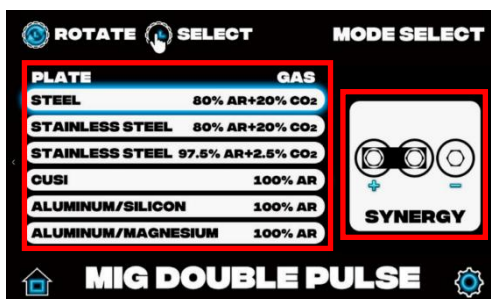 ROTATE SELECT MODE SELECT
PLATE GAS
STEEL 80% AR+20% CO2
STAINLESS STEEL 80% AR+20% CO2
STAINLESS STEEL 97.5% AR+2.5% CO2
CUSI 100% AR
ALUMINUM/SILICON 100% AR
ALUMINUM/MAGNESIUM 100% AR
+ −
SYNERGY
MIG DOUBLE PULSE